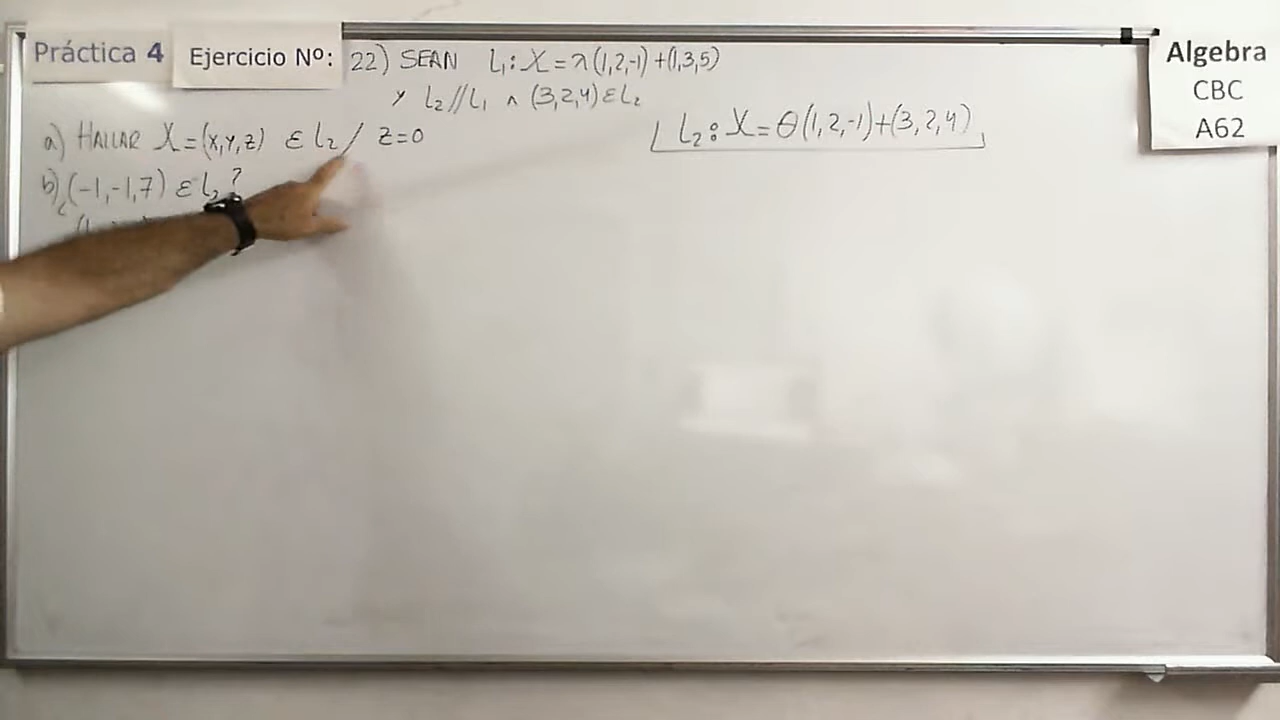 Práctica 4
Ejercicio Nº:
22) SEAN L₁: X = λ(1,2,-1)+(1,3,5)
y L₂//L₁ ∧ (3,2,4) ε L₂
L₂: X = θ(1,2,-1)+(3,2,4)
a) HALLAR X = (x,y,z) ε L₂ / z=0
b) ¿(-1,-1,7) ε L₂?
Algebra
CBC
A62